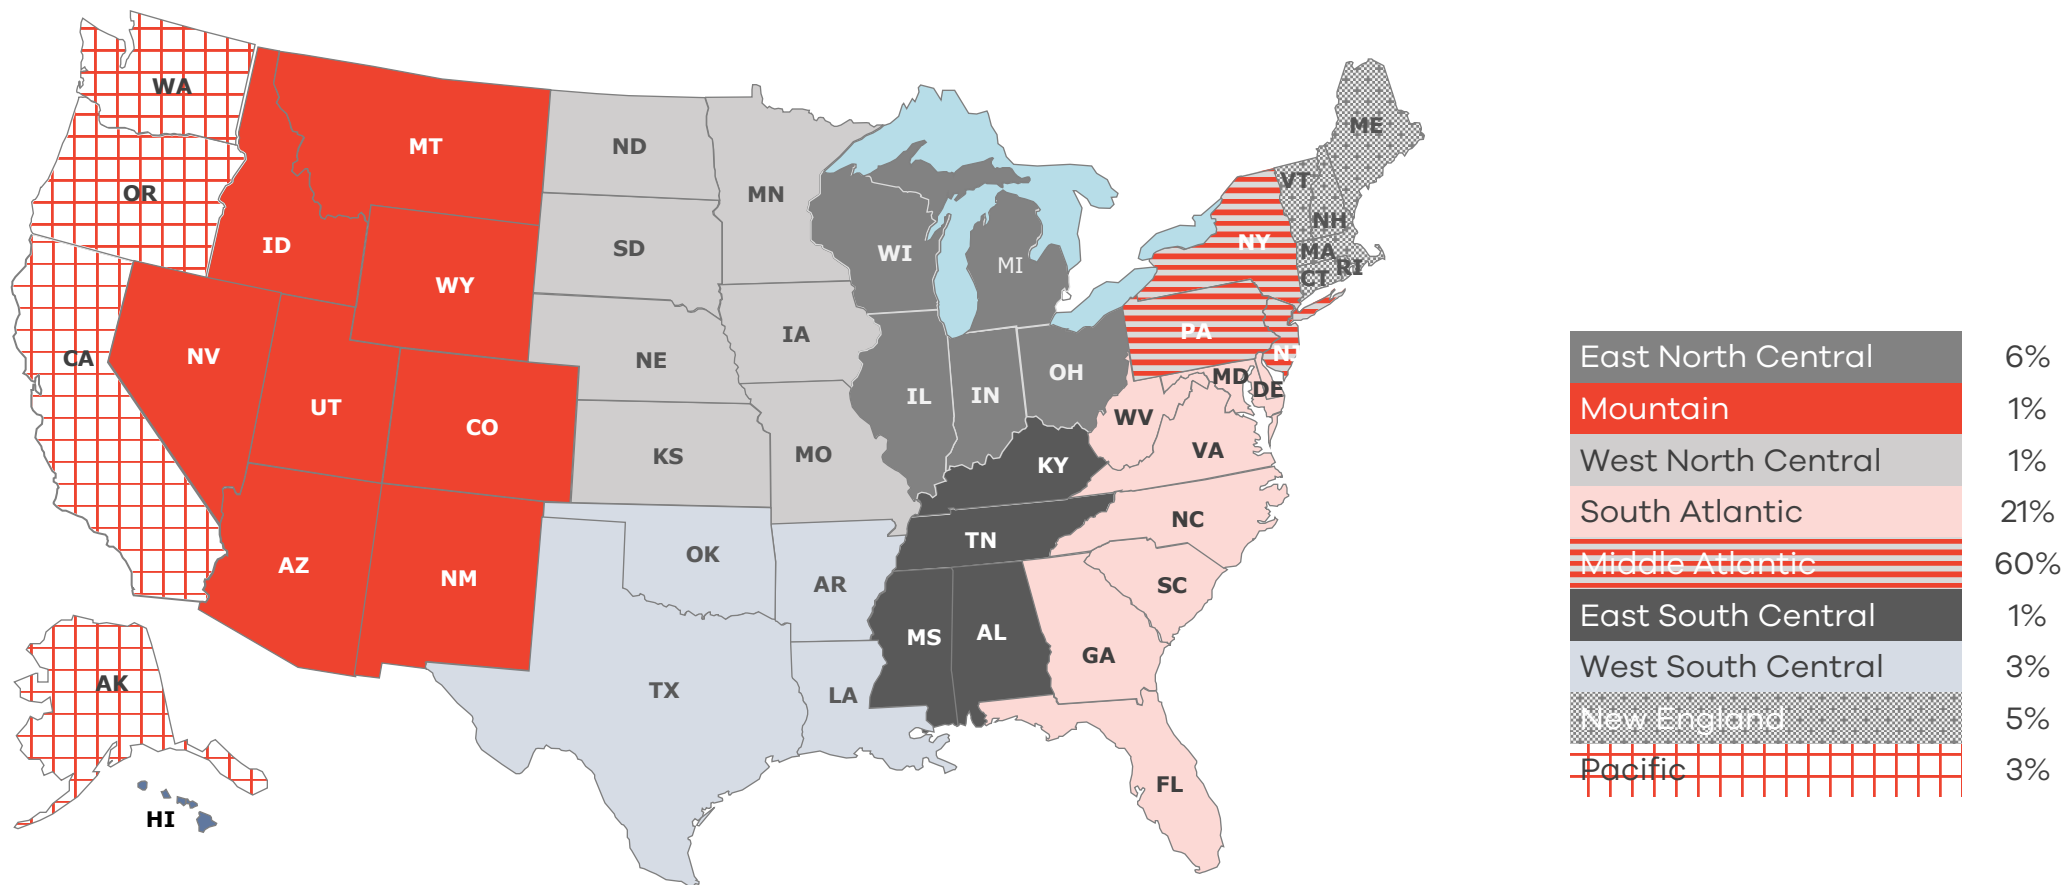 WA
MT
ND
MN
ME
OR
ID
SD
WI
MI
NY
VT
NH
MA
RI
CT
WY
CA
NV
NE
IA
PA
NJ
UT
CO
KS
MO
IL
IN
OH
MD
DE
WV
VA
KY
NC
AZ
NM
OK
AR
TN
SC
MS
AL
GA
TX
LA
AK
HI
FL
East North Central 6%
Mountain 1%
West North Central 1%
South Atlantic 21%
Middle Atlantic 60%
East South Central 1%
West South Central 3%
New England 5%
Pacific 3%